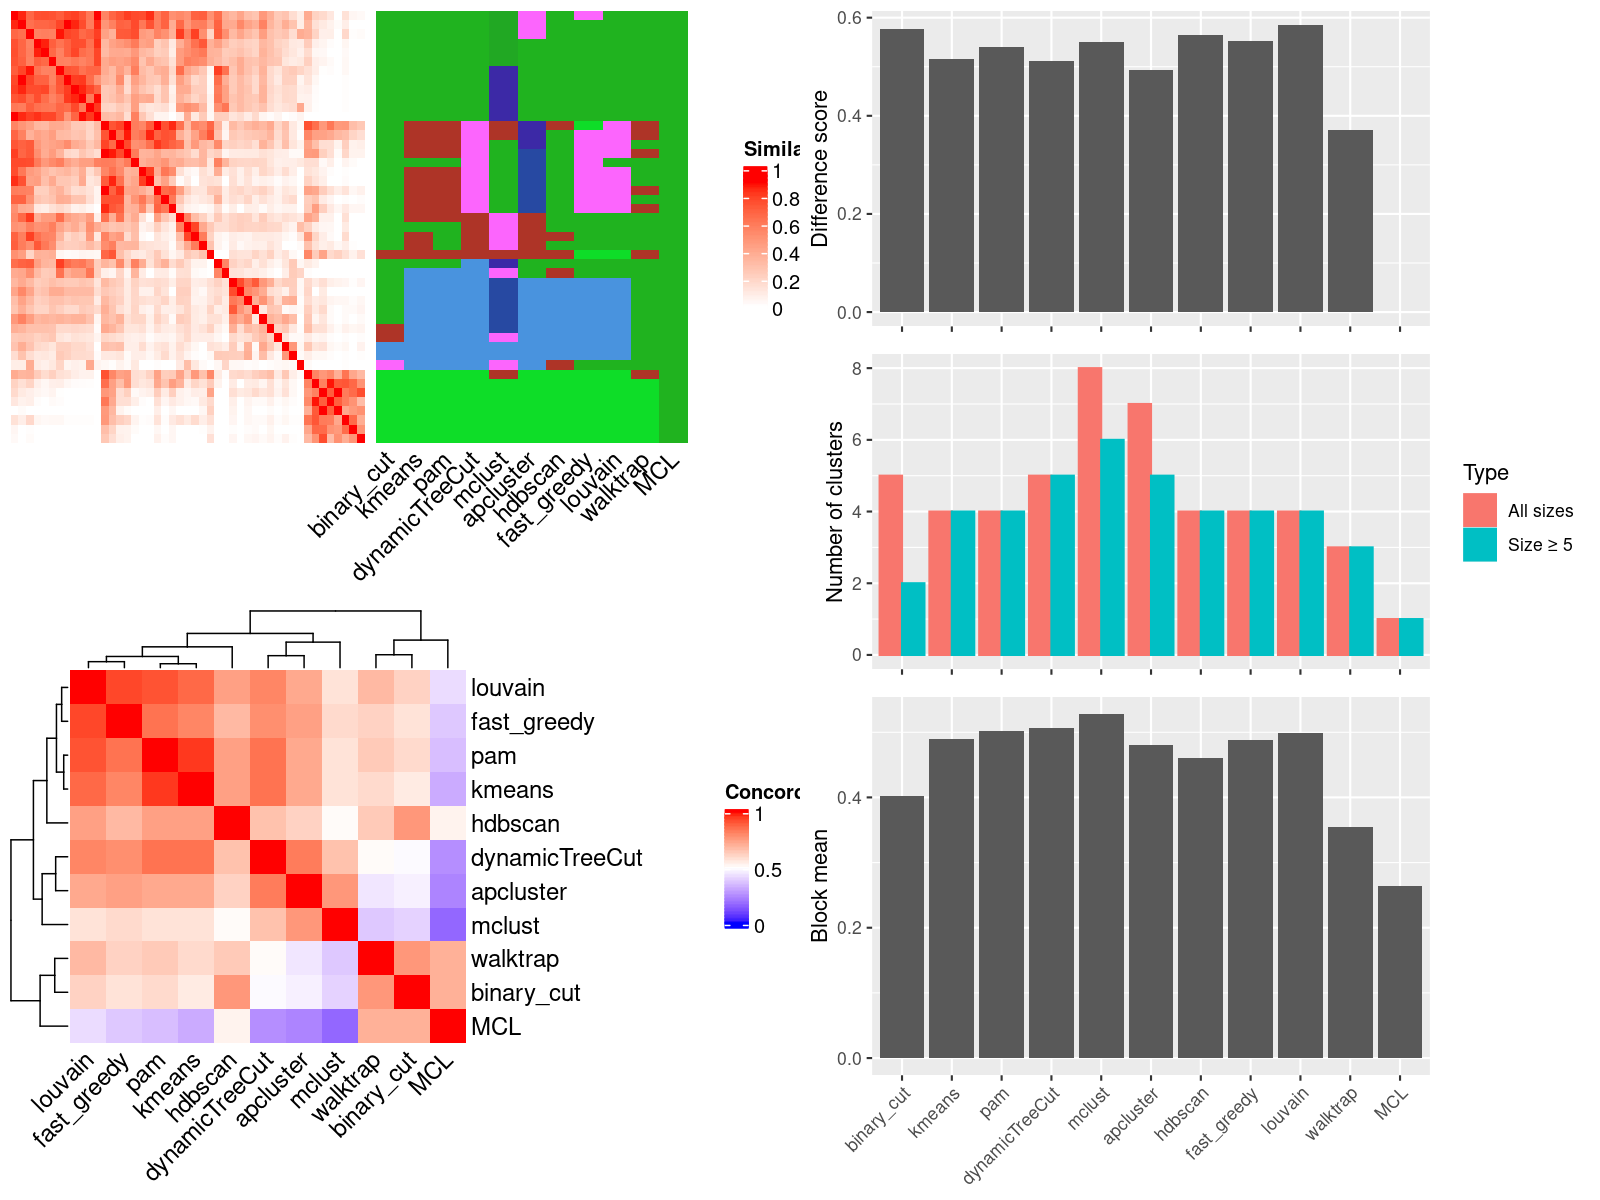 Simila
1
0.8
0.6
0.4
0.2
0
binary_cut
kmeans
pam
dynamicTreeCut
mclust
apcluster
hdbscan
fast_greedy
louvain
walktrap
MCL
louvain
fast_greedy
pam
kmeans
hdbscan
dynamicTreeCut
apcluster
mclust
walktrap
binary_cut
MCL
louvain
fast_greedy
pam
kmeans
hdbscan
dynamicTreeCut
apcluster
mclust
walktrap
binary_cut
MCL
Concord
1
0.5
0
Difference score
0.6
0.4
0.2
0.0
Number of clusters
8
6
4
2
0
Type
All sizes
Size ≥ 5
Block mean
0.4
0.2
0.0
binary_cut
kmeans
pam
dynamicTreeCut
mclust
apcluster
hdbscan
fast_greedy
louvain
walktrap
MCL